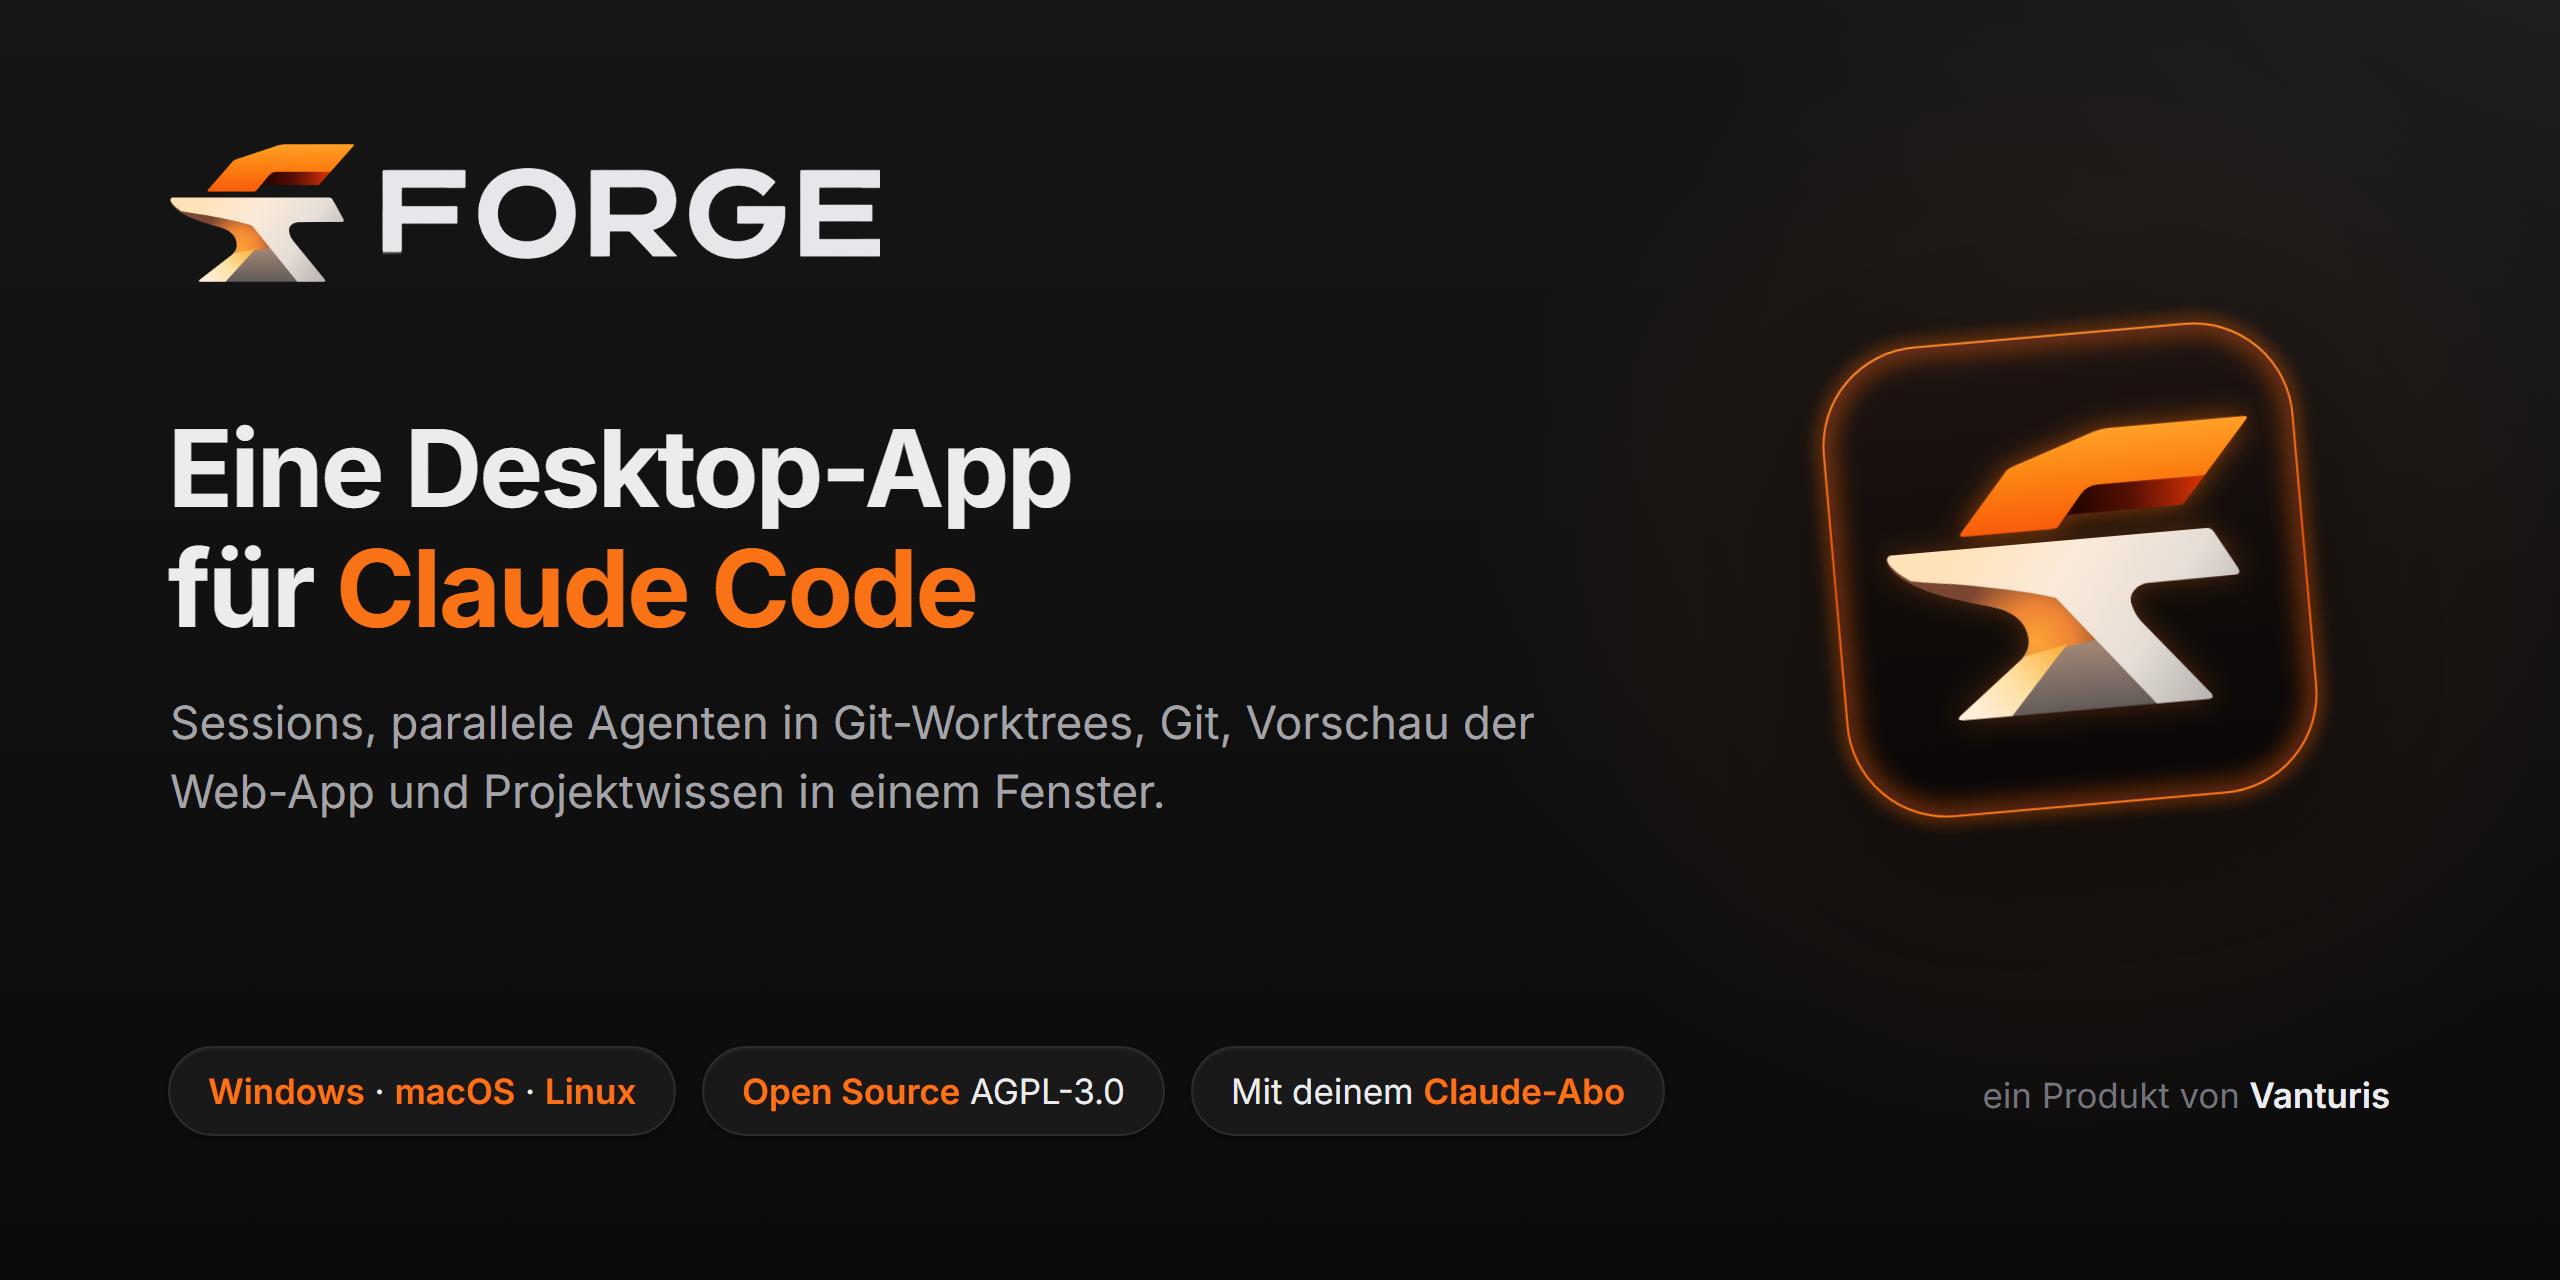 FORGE
Eine Desktop-App
für Claude Code
Sessions, parallele Agenten in Git-Worktrees, Git, Vorschau der
Web-App und Projektwissen in einem Fenster.
Windows · macOS · Linux
Open Source AGPL-3.0
Mit deinem Claude-Abo
ein Produkt von Vanturis